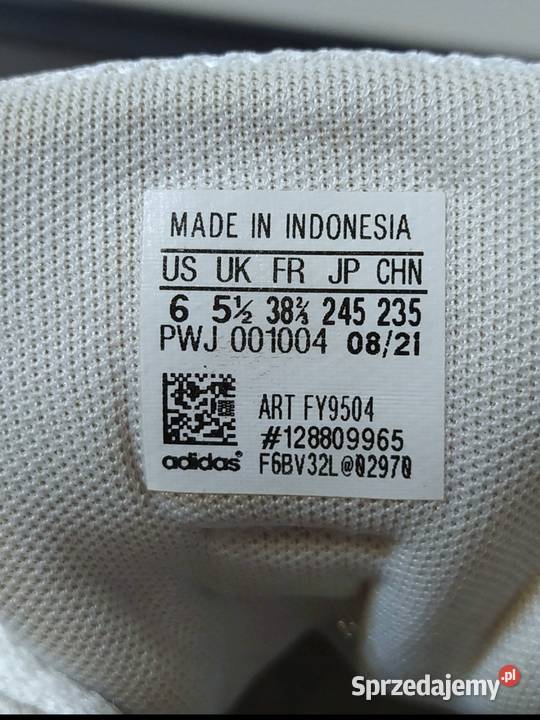 MADE IN INDONESIA
US UK FR JP CHN
6 5½ 38⅔ 245 235
PWJ 001004 08/21
ART FY9504
#128809965
adidas® F6BV32L@02970
Sprzedajemy.pl